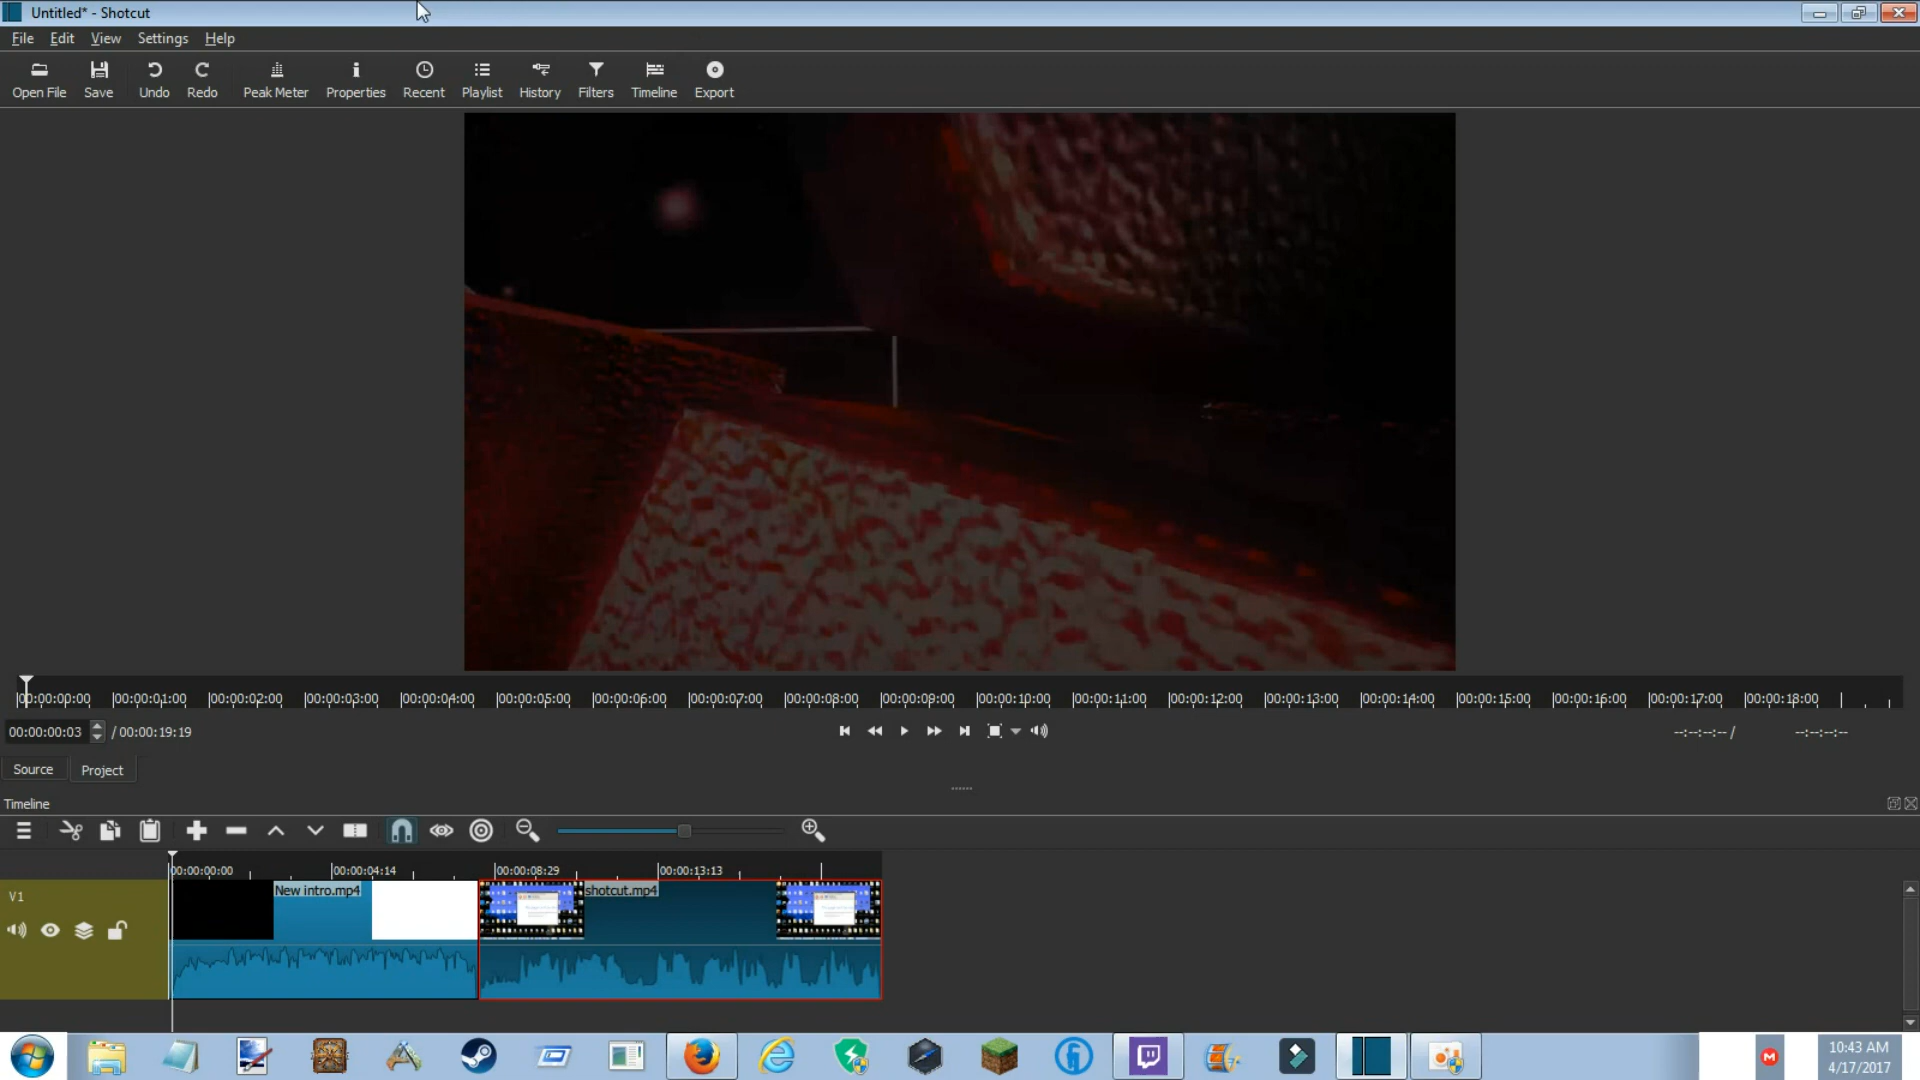 Untitled* - Shotcut
File Edit View Settings Help
Open File Save Undo Redo Peak Meter Properties Recent Playlist History Filters Timeline Export
00:00:00:00 00:00:01:00 00:00:02:00 00:00:03:00 00:00:04:00 00:00:05:00 00:00:06:00 00:00:07:00 00:00:08:00 00:00:09:00 00:00:10:00 00:00:11:00 00:00:12:00 00:00:13:00 00:00:14:00 00:00:15:00 00:00:16:00 00:00:17:00 00:00:18:00
00:00:00:03 / 00:00:19:19 --:--:--:-- / --:--:--:--
Source Project
Timeline
00:00:00:00 00:00:04:14 00:00:08:29 00:00:13:13
V1 New intro.mp4 shotcut.mp4
10:43 AM
4/17/2017